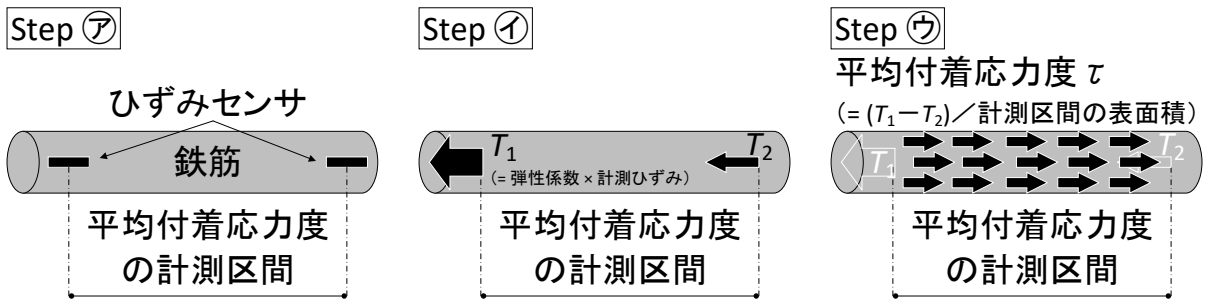 Step ㋐
ひずみセンサ
鉄筋
平均付着応力度
の計測区間
Step ㋑
T₁
T₂
(= 弾性係数 × 計測ひずみ)
平均付着応力度
の計測区間
Step ㋒
平均付着応力度 τ
(= (T₁−T₂)／計測区間の表面積)
T₁
T₂
平均付着応力度
の計測区間